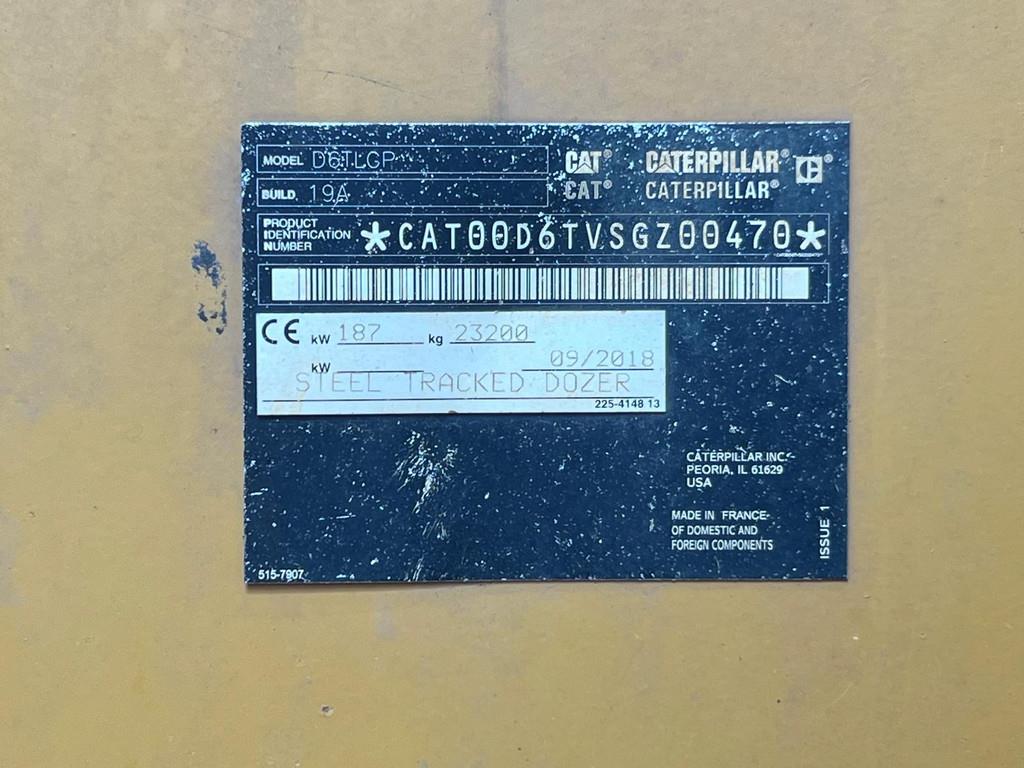 MODEL D6TLGP
CAT® CATERPILLAR®
BUILD 19A
CAT® CATERPILLAR®
PRODUCT
IDENTIFICATION
NUMBER
*CAT00D6TVSGZ00470*
CE kW 187 kg 23200
kW 09/2018
STEEL TRACKED DOZER
225-4148 13
CATERPILLAR INC.
PEORIA, IL 61629
USA
MADE IN FRANCE
OF DOMESTIC AND
FOREIGN COMPONENTS
ISSUE 1
515-7907